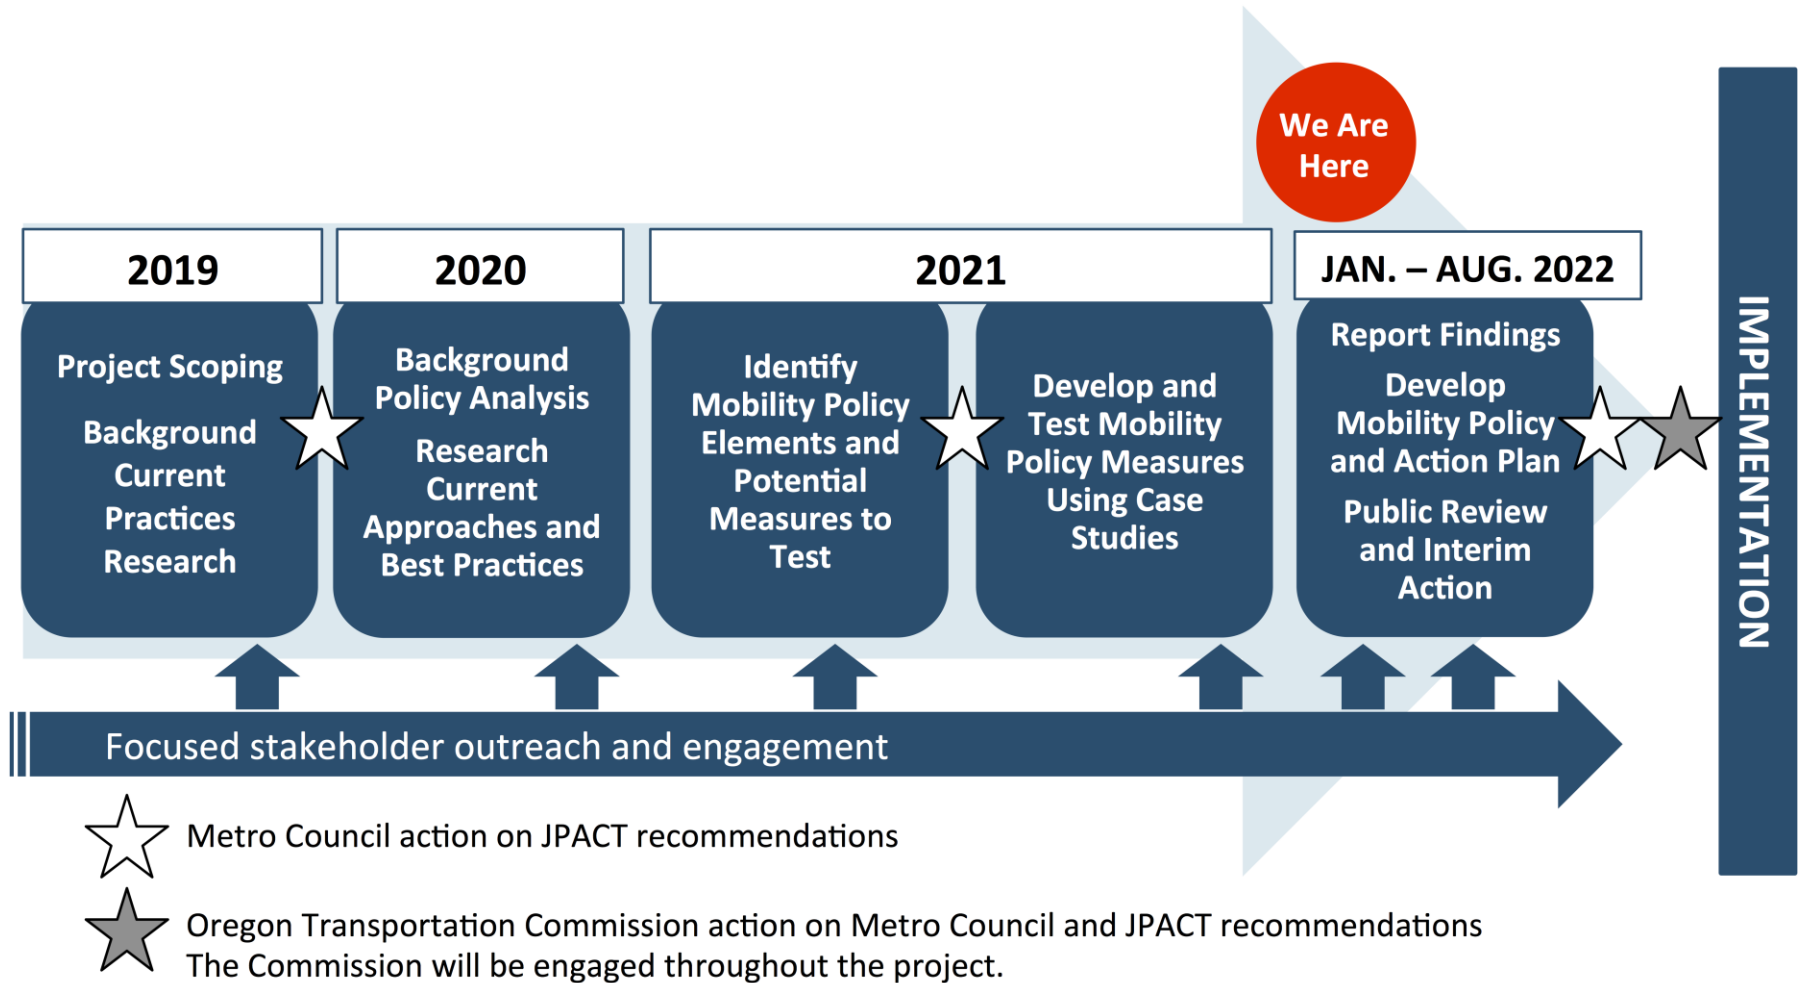 We Are
Here
2019
2020
2021
JAN. – AUG. 2022
Project Scoping
Background
Current
Practices
Research
Background
Policy Analysis
Research
Current
Approaches and
Best Practices
Identify
Mobility Policy
Elements and
Potential
Measures to
Test
Develop and
Test Mobility
Policy Measures
Using Case
Studies
Report Findings
Develop
Mobility Policy
and Action Plan
Public Review
and Interim
Action
IMPLEMENTATION
Focused stakeholder outreach and engagement
Metro Council action on JPACT recommendations
Oregon Transportation Commission action on Metro Council and JPACT recommendations
The Commission will be engaged throughout the project.